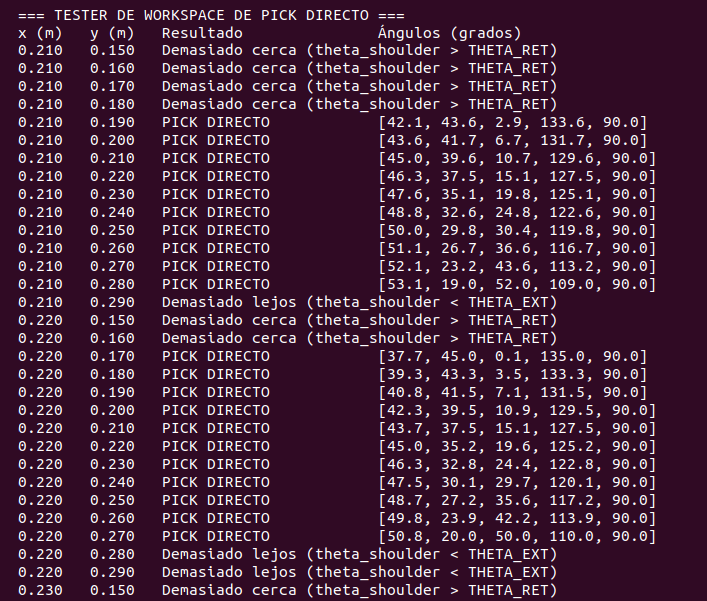 === TESTER DE WORKSPACE DE PICK DIRECTO ===
x (m)   y (m)   Resultado               Ángulos (grados)
0.210   0.150   Demasiado cerca (theta_shoulder > THETA_RET)
0.210   0.160   Demasiado cerca (theta_shoulder > THETA_RET)
0.210   0.170   Demasiado cerca (theta_shoulder > THETA_RET)
0.210   0.180   Demasiado cerca (theta_shoulder > THETA_RET)
0.210   0.190   PICK DIRECTO            [42.1, 43.6, 2.9, 133.6, 90.0]
0.210   0.200   PICK DIRECTO            [43.6, 41.7, 6.7, 131.7, 90.0]
0.210   0.210   PICK DIRECTO            [45.0, 39.6, 10.7, 129.6, 90.0]
0.210   0.220   PICK DIRECTO            [46.3, 37.5, 15.1, 127.5, 90.0]
0.210   0.230   PICK DIRECTO            [47.6, 35.1, 19.8, 125.1, 90.0]
0.210   0.240   PICK DIRECTO            [48.8, 32.6, 24.8, 122.6, 90.0]
0.210   0.250   PICK DIRECTO            [50.0, 29.8, 30.4, 119.8, 90.0]
0.210   0.260   PICK DIRECTO            [51.1, 26.7, 36.6, 116.7, 90.0]
0.210   0.270   PICK DIRECTO            [52.1, 23.2, 43.6, 113.2, 90.0]
0.210   0.280   PICK DIRECTO            [53.1, 19.0, 52.0, 109.0, 90.0]
0.210   0.290   Demasiado lejos (theta_shoulder < THETA_EXT)
0.220   0.150   Demasiado cerca (theta_shoulder > THETA_RET)
0.220   0.160   Demasiado cerca (theta_shoulder > THETA_RET)
0.220   0.170   PICK DIRECTO            [37.7, 45.0, 0.1, 135.0, 90.0]
0.220   0.180   PICK DIRECTO            [39.3, 43.3, 3.5, 133.3, 90.0]
0.220   0.190   PICK DIRECTO            [40.8, 41.5, 7.1, 131.5, 90.0]
0.220   0.200   PICK DIRECTO            [42.3, 39.5, 10.9, 129.5, 90.0]
0.220   0.210   PICK DIRECTO            [43.7, 37.5, 15.1, 127.5, 90.0]
0.220   0.220   PICK DIRECTO            [45.0, 35.2, 19.6, 125.2, 90.0]
0.220   0.230   PICK DIRECTO            [46.3, 32.8, 24.4, 122.8, 90.0]
0.220   0.240   PICK DIRECTO            [47.5, 30.1, 29.7, 120.1, 90.0]
0.220   0.250   PICK DIRECTO            [48.7, 27.2, 35.6, 117.2, 90.0]
0.220   0.260   PICK DIRECTO            [49.8, 23.9, 42.2, 113.9, 90.0]
0.220   0.270   PICK DIRECTO            [50.8, 20.0, 50.0, 110.0, 90.0]
0.220   0.280   Demasiado lejos (theta_shoulder < THETA_EXT)
0.220   0.290   Demasiado lejos (theta_shoulder < THETA_EXT)
0.230   0.150   Demasiado cerca (theta_shoulder > THETA_RET)